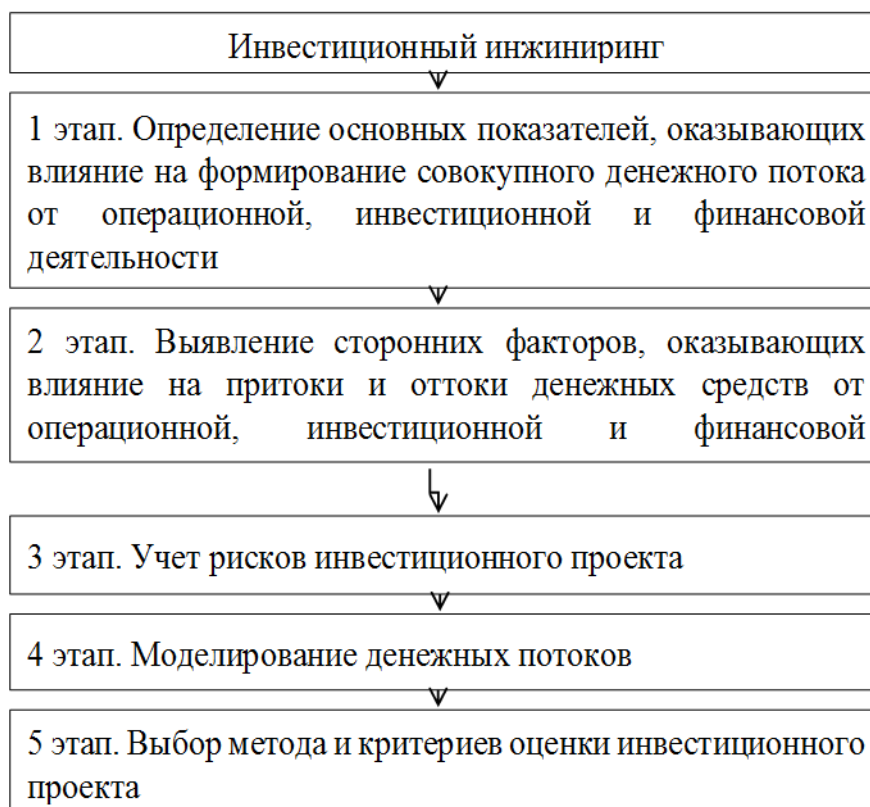 Инвестиционный инжиниринг
1 этап. Определение основных показателей, оказывающих
влияние на формирование совокупного денежного потока
от операционной, инвестиционной и финансовой
деятельности
2 этап. Выявление сторонних факторов, оказывающих
влияние на притоки и оттоки денежных средств от
операционной, инвестиционной и финансовой
3 этап. Учет рисков инвестиционного проекта
4 этап. Моделирование денежных потоков
5 этап. Выбор метода и критериев оценки инвестиционного
проекта